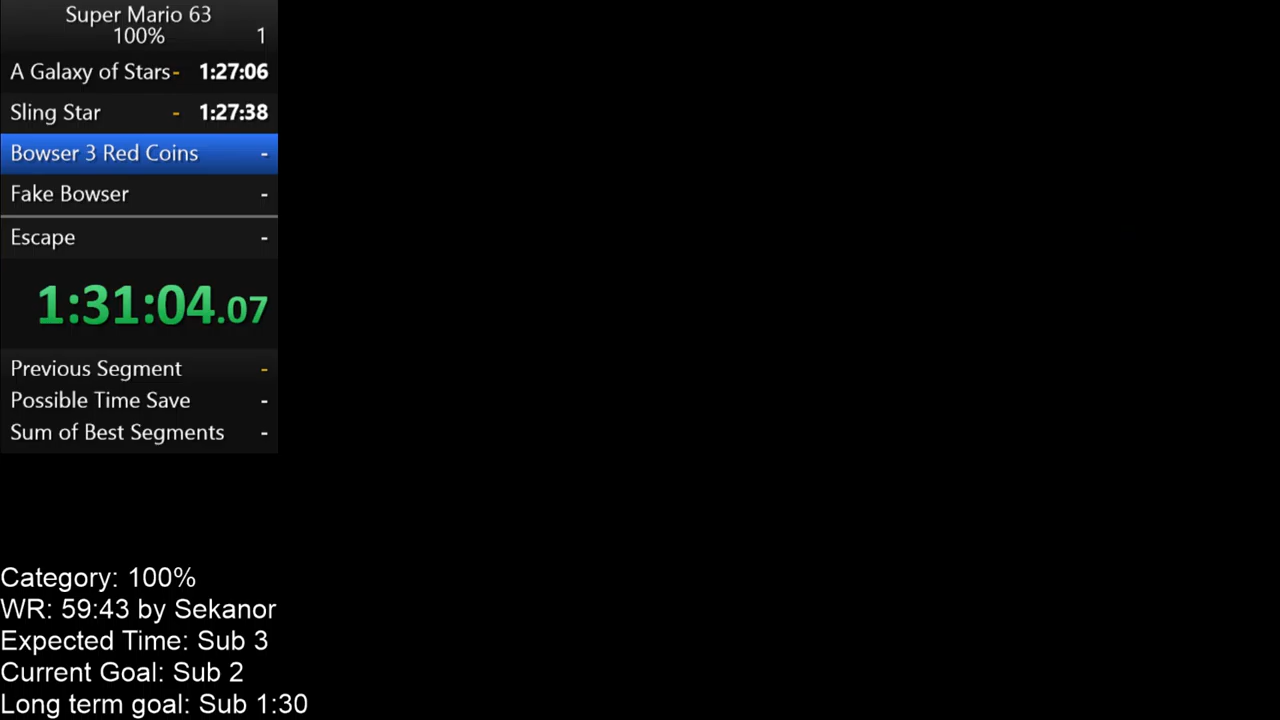 Super Mario 63
100% 1
A Galaxy of Stars - 1:27:06
Sling Star - 1:27:38
Bowser 3 Red Coins -
Fake Bowser -
Escape -
1:31:04.07
Previous Segment -
Possible Time Save -
Sum of Best Segments -
Category: 100%
WR: 59:43 by Sekanor
Expected Time: Sub 3
Current Goal: Sub 2
Long term goal: Sub 1:30